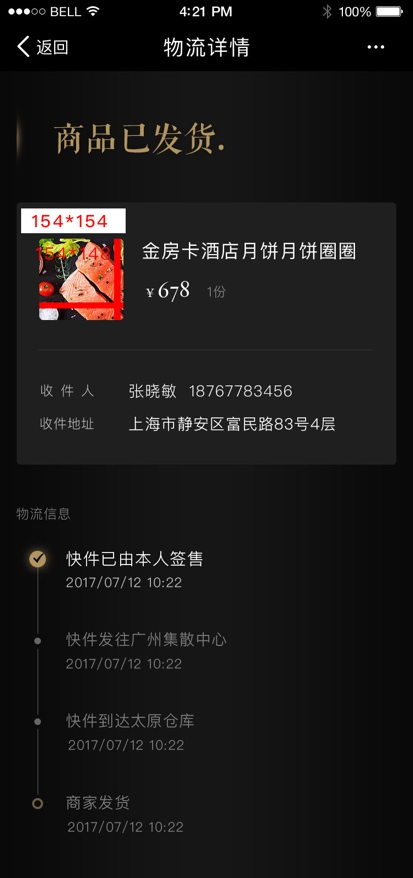 BELL 4:21 PM 100%
返回 物流详情
商品已发货.
154*154
154*148
金房卡酒店月饼月饼圈圈
¥678 1份
收件人 张晓敏 18767783456
收件地址 上海市静安区富民路83号4层
物流信息
快件已由本人签售
2017/07/12 10:22
快件发往广州集散中心
2017/07/12 10:22
快件到达太原仓库
2017/07/12 10:22
商家发货
2017/07/12 10:22